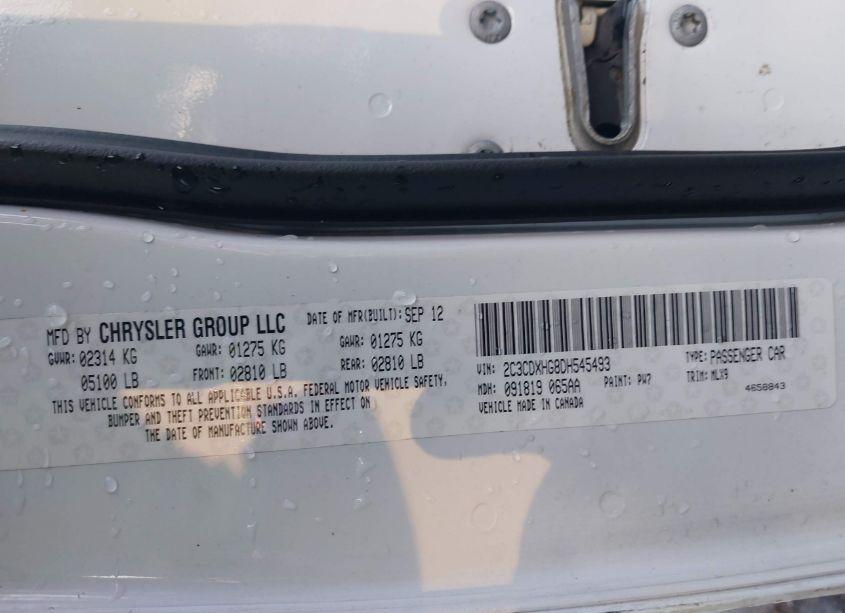 MFD BY CHRYSLER GROUP LLC
DATE OF MFR(BUILT): SEP 12
GVWR: 02314 KG
GAWR: 01275 KG
GAWR: 01275 KG
05100 LB
FRONT: 02810 LB
REAR: 02810 LB
THIS VEHICLE CONFORMS TO ALL APPLICABLE U.S.A. FEDERAL MOTOR VEHICLE SAFETY,
BUMPER AND THEFT PREVENTION STANDARDS IN EFFECT ON
THE DATE OF MANUFACTURE SHOWN ABOVE.
VIN: 2C3CDXHG8DH545493
TYPE: PASSENGER CAR
MDH: 091819 065AA
PAINT: PW7
TRIM: MLX9
VEHICLE MADE IN CANADA
4658843